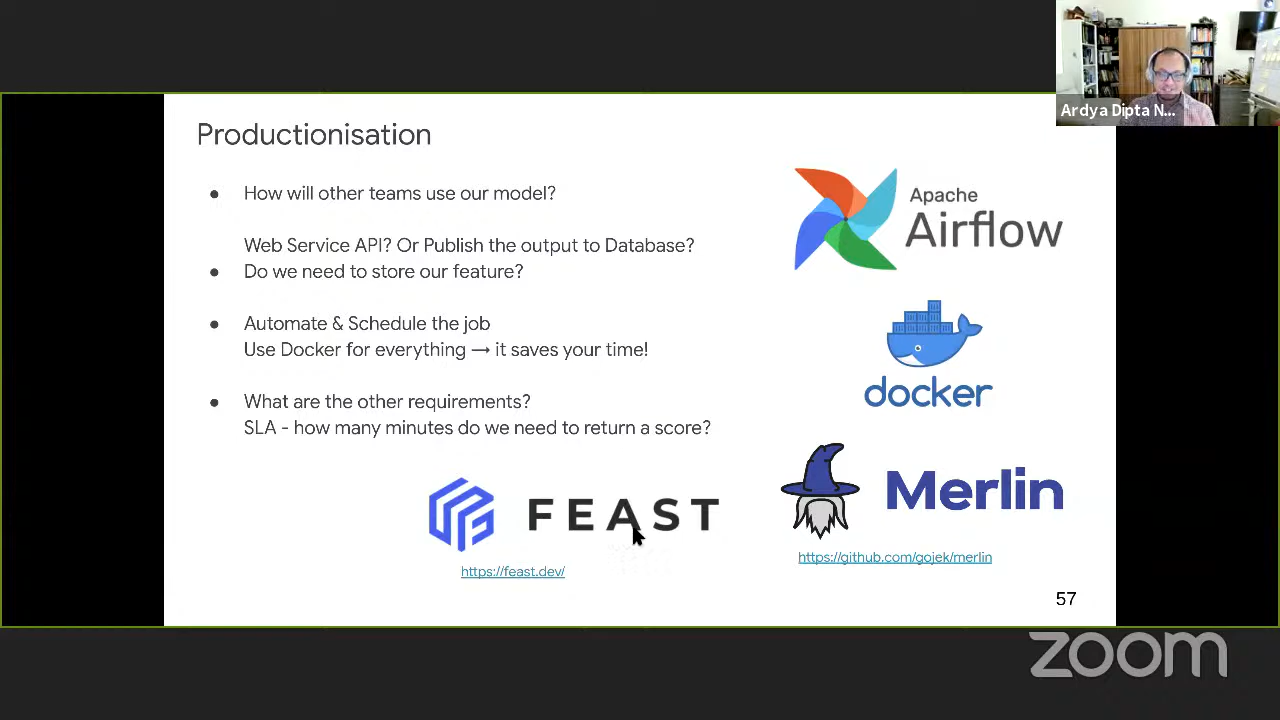 Ardya Dipta N...
Productionisation
● How will other teams use our model?
Web Service API? Or Publish the output to Database?
● Do we need to store our feature?
● Automate & Schedule the job
Use Docker for everything → it saves your time!
● What are the other requirements?
SLA - how many minutes do we need to return a score?
Apache
Airflow
docker
Merlin
https://github.com/gojek/merlin
FEAST
https://feast.dev/
57
zoom